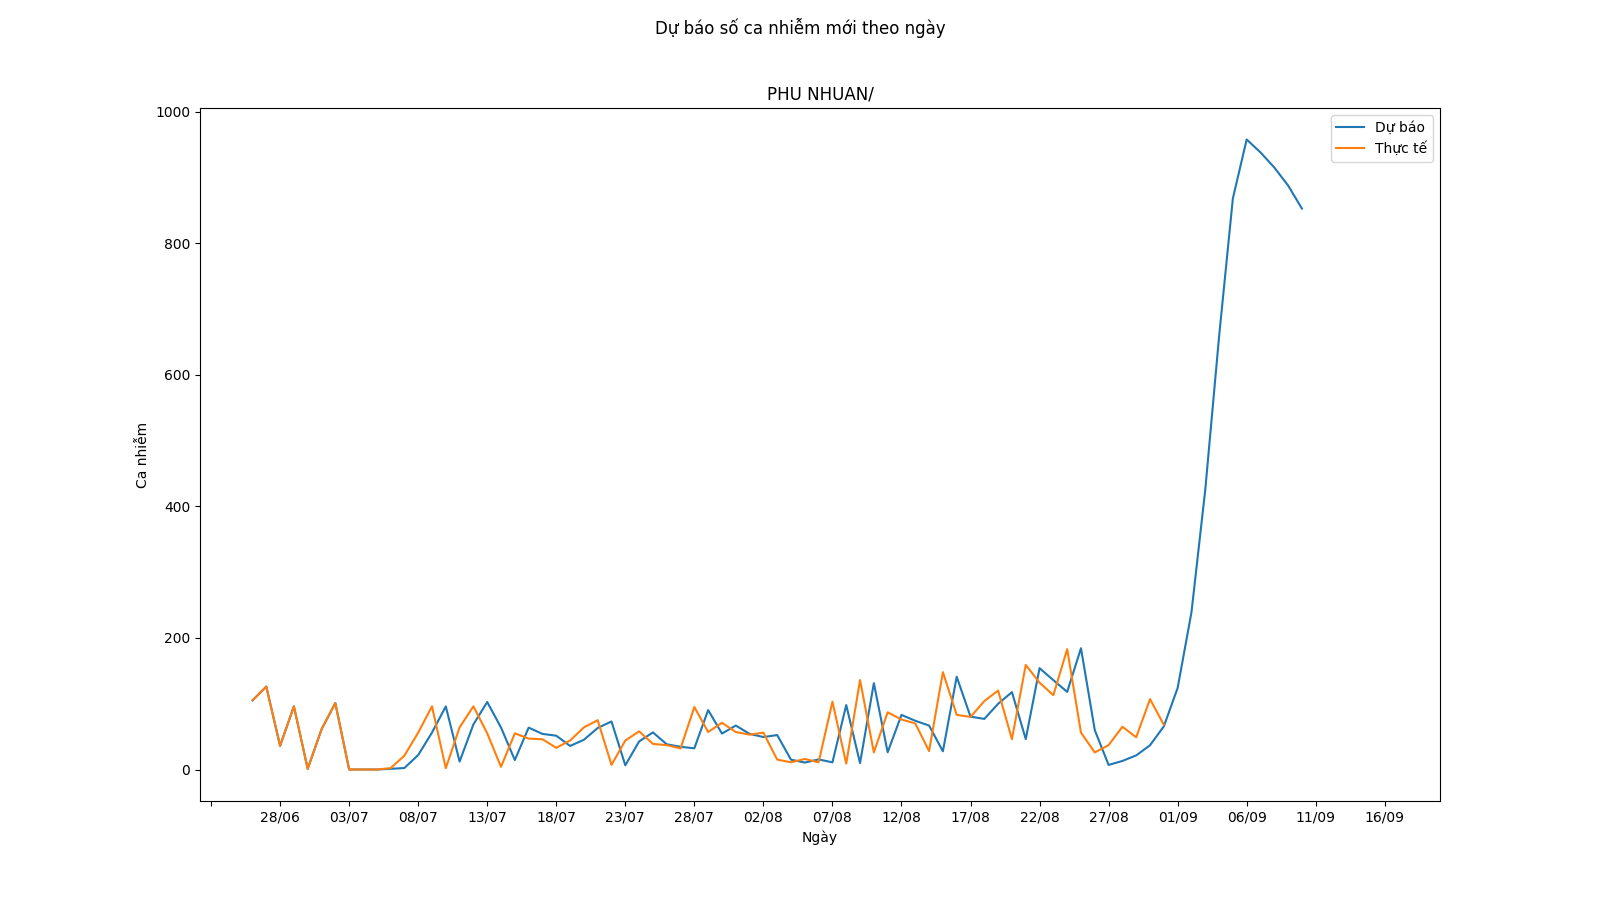 Dự báo số ca nhiễm mới theo ngày
PHU NHUAN/
Dự báo
Thực tế
1000
800
600
400
200
0
Ca nhiễm
28/06 03/07 08/07 13/07 18/07 23/07 28/07 02/08 07/08 12/08 17/08 22/08 27/08 01/09 06/09 11/09 16/09
Ngày